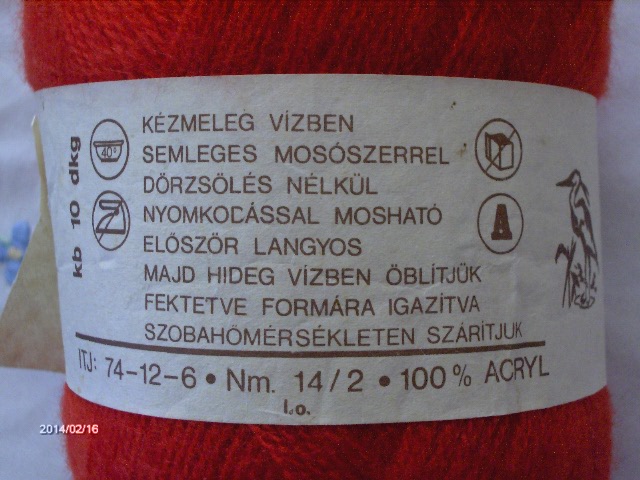 kb 10 dkg
40°
KÉZMELEG VÍZBEN
SEMLEGES MOSÓSZERREL
DÖRZSÖLÉS NÉLKÜL
NYOMKODÁSSAL MOSHATÓ
ELŐSZÖR LANGYOS
MAJD HIDEG VÍZBEN ÖBLÍTJÜK
FEKTETVE FORMÁRA IGAZÍTVA
SZOBAHŐMÉRSÉKLETEN SZÁRÍTJUK
ITJ: 74-12-6 • Nm. 14/2 • 100% ACRYL
I.o.
2014/02/16